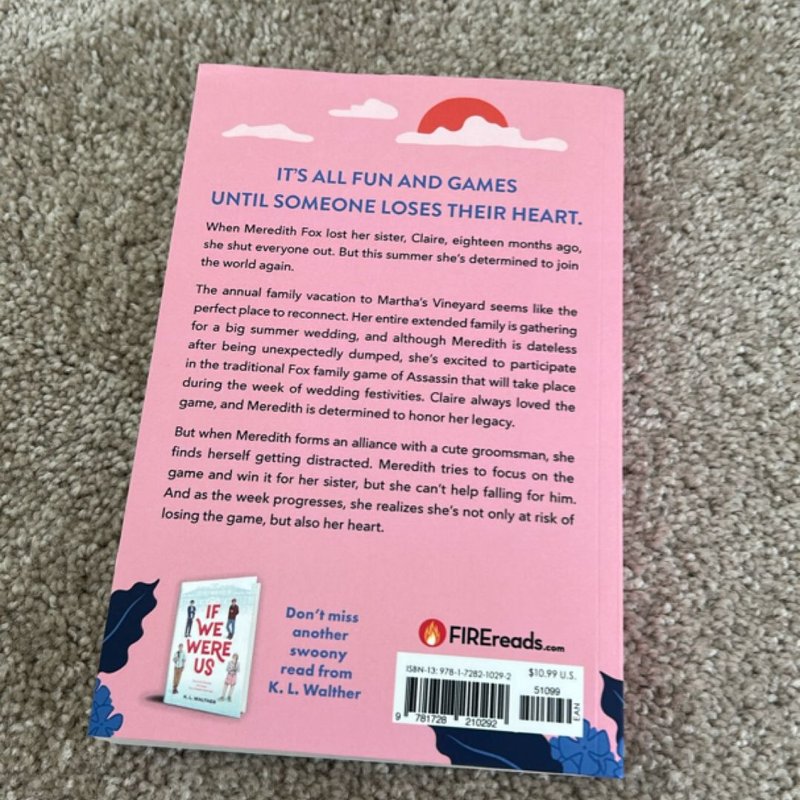 IT'S ALL FUN AND GAMES
UNTIL SOMEONE LOSES THEIR HEART.
When Meredith Fox lost her sister, Claire, eighteen months ago,
she shut everyone out. But this summer she's determined to join
the world again.
The annual family vacation to Martha's Vineyard seems like the
perfect place to reconnect. Her entire extended family is gathering
for a big summer wedding, and although Meredith is dateless
after being unexpectedly dumped, she's excited to participate
in the traditional Fox family game of Assassin that will take place
during the week of wedding festivities. Claire always loved the
game, and Meredith is determined to honor her legacy.
But when Meredith forms an alliance with a cute groomsman, she
finds herself getting distracted. Meredith tries to focus on the
game and win it for her sister, but she can't help falling for him.
And as the week progresses, she realizes she's not only at risk of
losing the game, but also her heart.
IF
WE
WERE
US
K. L. WALTHER
Don't miss
another
swoony
read from
K. L. Walther
FIREreads.com
ISBN-13: 978-1-7282-1029-2
$10.99 U.S.
51099
EAN
9 781728 210292